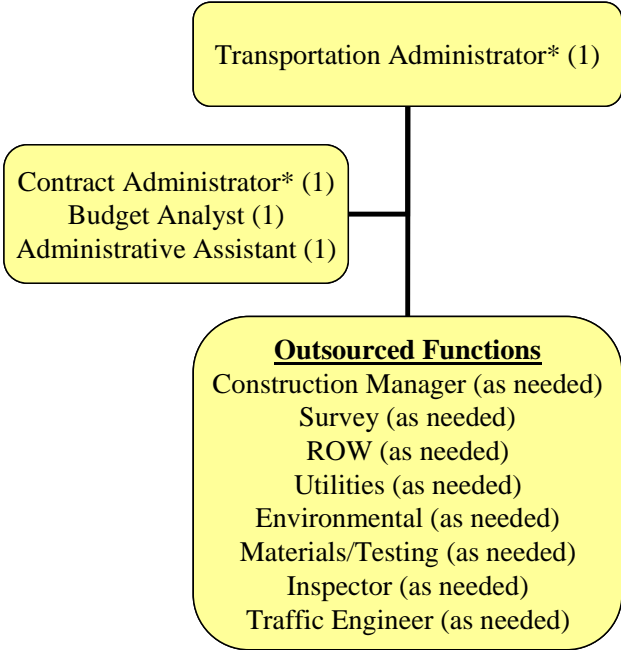 Transportation Administrator* (1)
Contract Administrator* (1)
Budget Analyst (1)
Administrative Assistant (1)
Outsourced Functions
Construction Manager (as needed)
Survey (as needed)
ROW (as needed)
Utilities (as needed)
Environmental (as needed)
Materials/Testing (as needed)
Inspector (as needed)
Traffic Engineer (as needed)